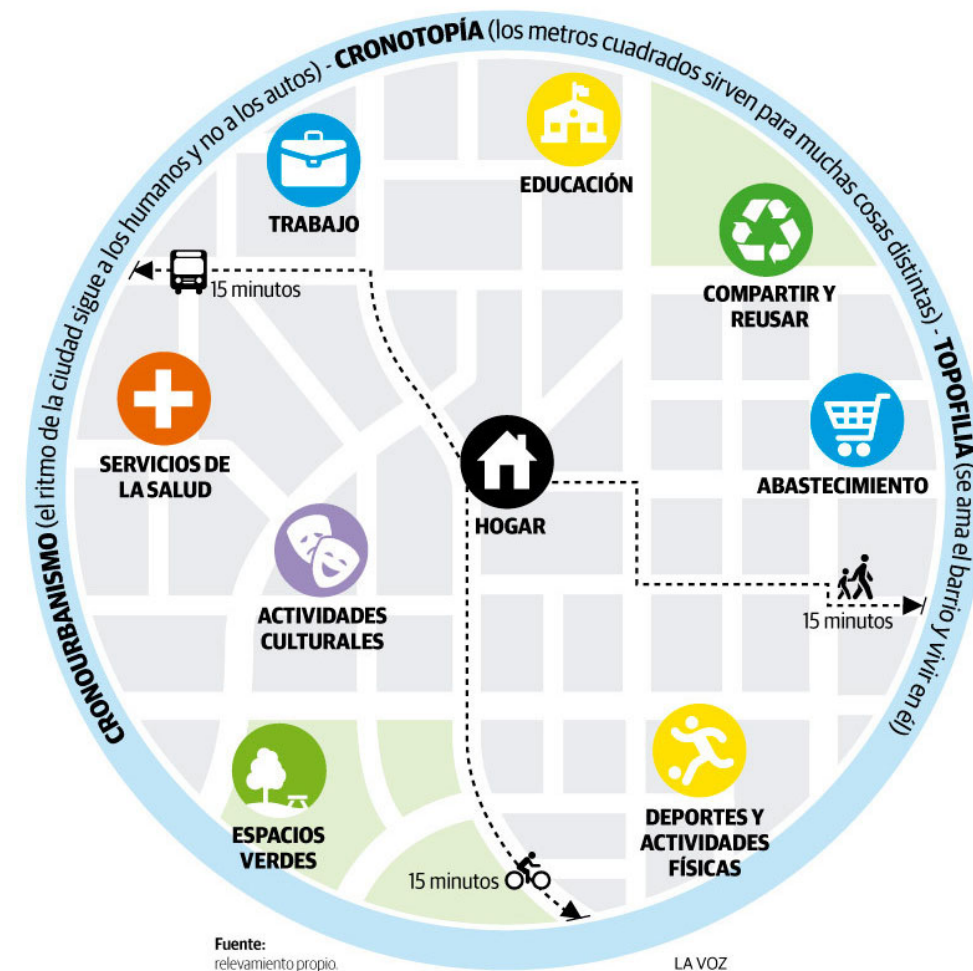 CRONOURBANISMO (el ritmo de la ciudad sigue a los humanos y no a los autos) - CRONOTOPÍA (los metros cuadrados sirven para muchas cosas distintas) - TOPOFILIA (se ama el barrio y vivir en él)
TRABAJO
EDUCACIÓN
COMPARTIR Y
REUSAR
15 minutos
SERVICIOS DE
LA SALUD
ABASTECIMIENTO
HOGAR
ACTIVIDADES
CULTURALES
15 minutos
ESPACIOS
VERDES
DEPORTES Y
ACTIVIDADES
FÍSICAS
15 minutos
Fuente:
relevamiento propio.
LA VOZ